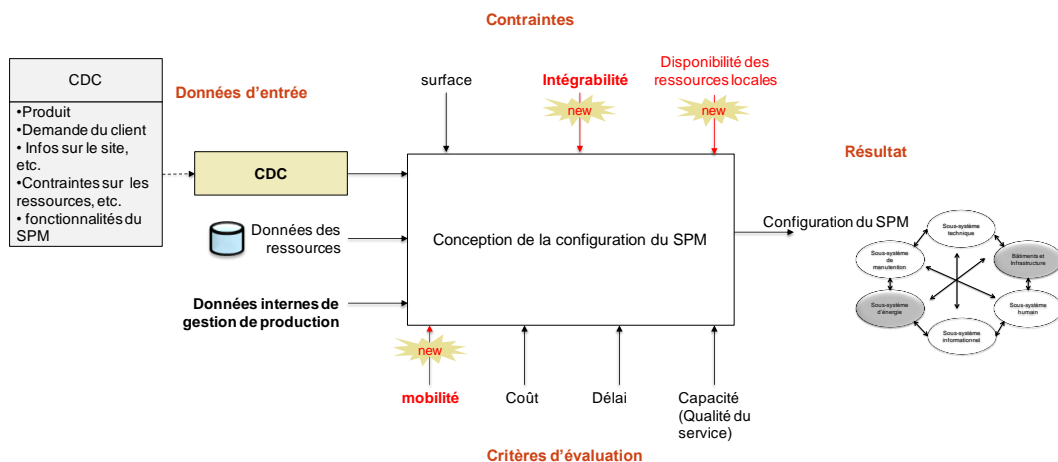 Contraintes
CDC
•Produit
•Demande du client
• Infos sur le site,
etc.
•Contraintes sur les
ressources, etc.
• fonctionnalités du
SPM
Données d'entrée
CDC
Données des
ressources
Données internes de
gestion de production
surface
Intégrabilité
new
Disponibilité des
ressources locales
new
Conception de la configuration du SPM
new
mobilité
Coût
Délai
Capacité
(Qualité du
service)
Critères d'évaluation
Résultat
Configuration du SPM
Sous-système
technique
Sous-système
de
manutention
Bâtiments et
Infrastructure
Sous-système
d'énergie
Sous-système
humain
Sous-système
informationnel